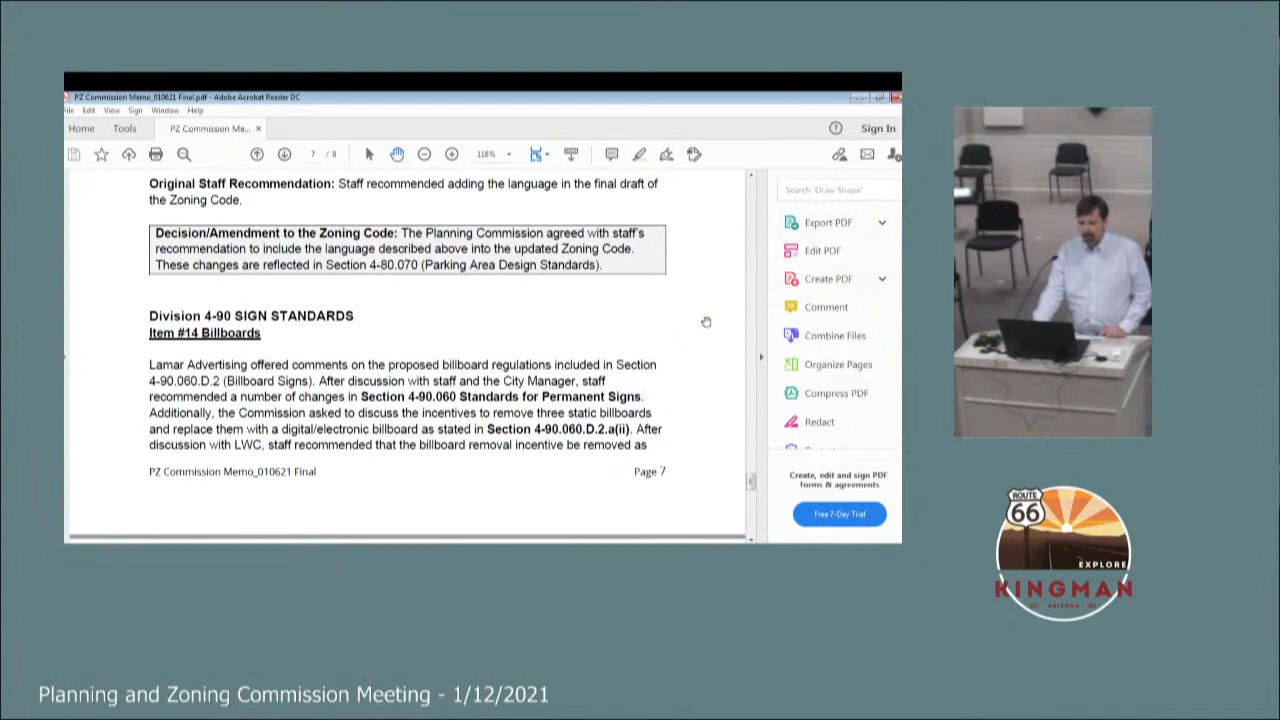 PZ Commission Memo_010621 Final.pdf - Adobe Acrobat Reader DC
File Edit View Sign Window Help
Home Tools PZ Commission Me... × Sign In
7 / 8 116%
Original Staff Recommendation: Staff recommended adding the language in the final draft of
the Zoning Code.
Decision/Amendment to the Zoning Code: The Planning Commission agreed with staff's
recommendation to include the language described above into the updated Zoning Code.
These changes are reflected in Section 4-80.070 (Parking Area Design Standards).
Division 4-90 SIGN STANDARDS
Item #14 Billboards
Lamar Advertising offered comments on the proposed billboard regulations included in Section
4-90.060.D.2 (Billboard Signs). After discussion with staff and the City Manager, staff
recommended a number of changes in Section 4-90.060 Standards for Permanent Signs.
Additionally, the Commission asked to discuss the incentives to remove three static billboards
and replace them with a digital/electronic billboard as stated in Section 4-90.060.D.2.a(ii). After
discussion with LWC, staff recommended that the billboard removal incentive be removed as
PZ Commission Memo_010621 Final Page 7
Search 'Draw Shape'
Export PDF
Edit PDF
Create PDF
Comment
Combine Files
Organize Pages
Compress PDF
Redact
Create, edit and sign PDF
forms & agreements
Free 7-Day Trial
ROUTE
66
EXPLORE
KINGMAN
ARIZONA
Planning and Zoning Commission Meeting - 1/12/2021